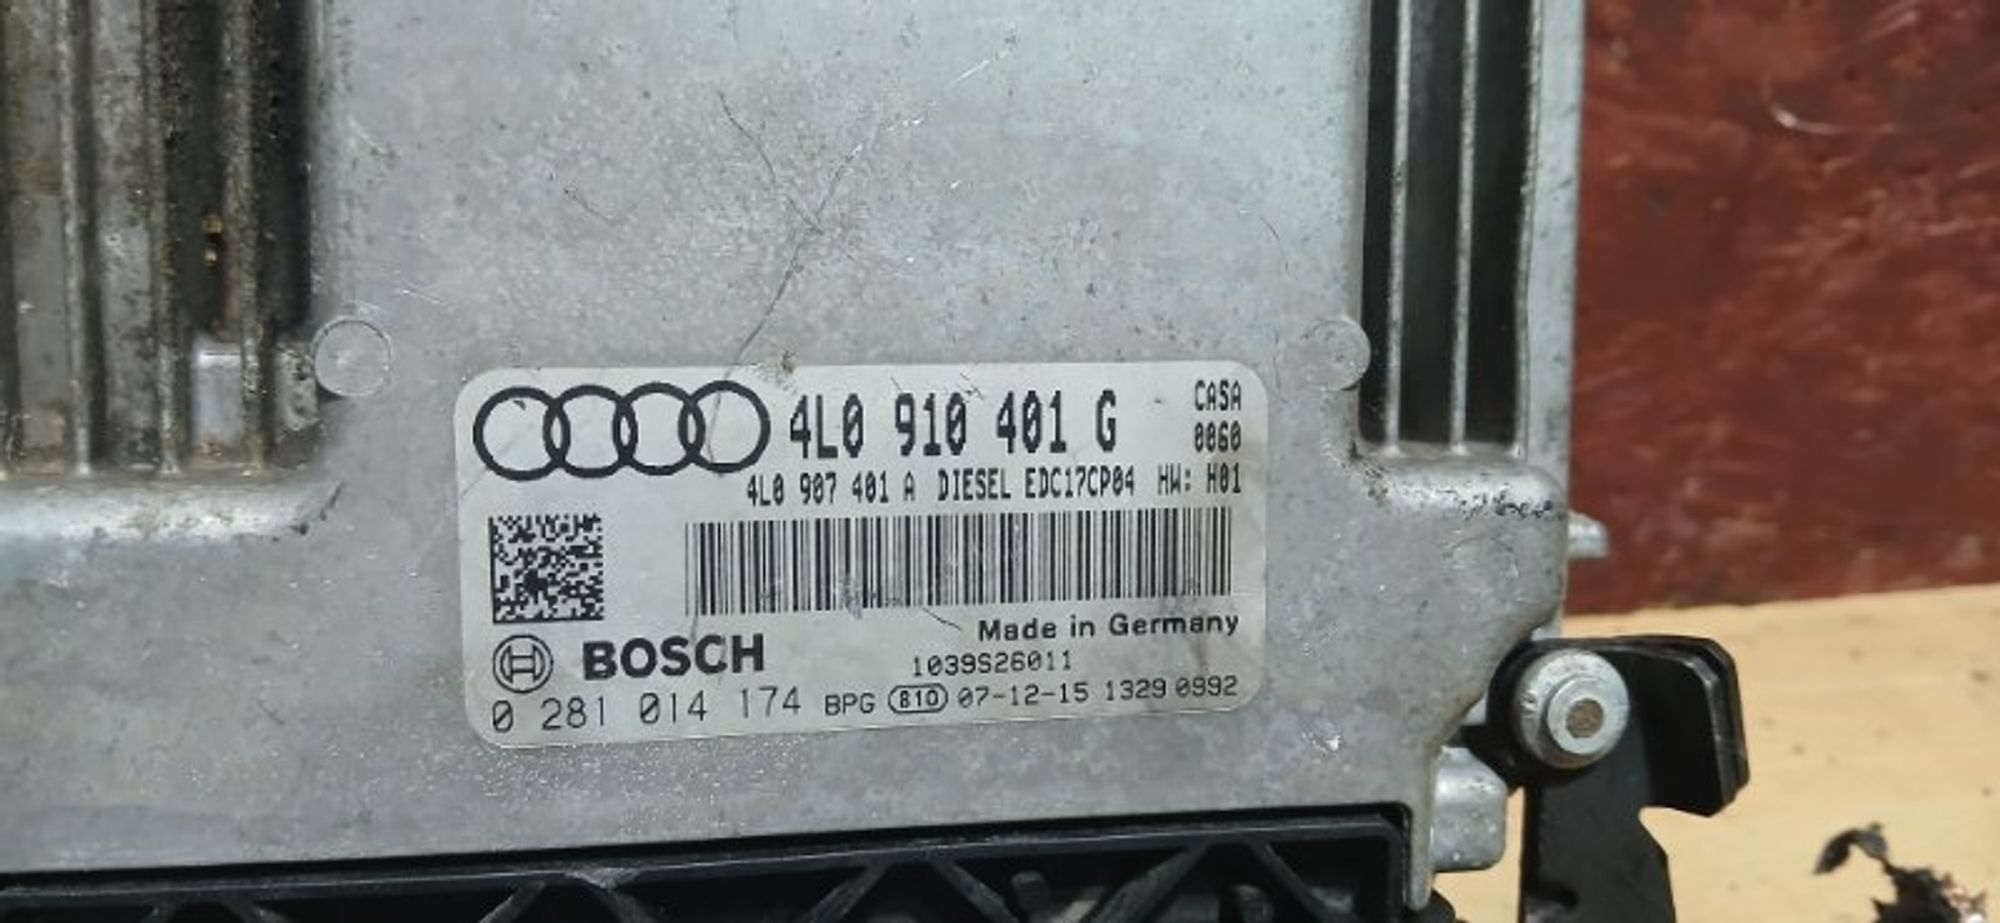 4L0 910 401 G
CASA
0060
4L0 907 401 A DIESEL EDC17CP04 HW: H01
Made in Germany
BOSCH
1039S26011
0 281 014 174 BPG 810 07-12-15 1329 0992